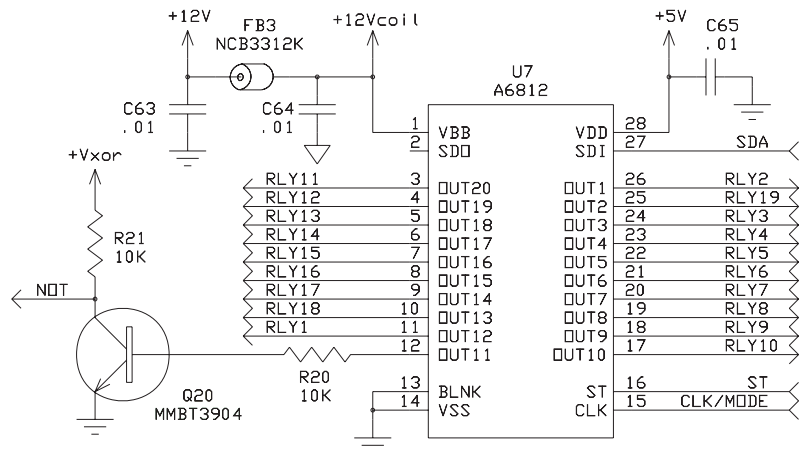 +12V
FB3
NCB3312K
+12Vcoil
+5V
C65
.01
U7
A6812
C63
.01
C64
.01
1 VBB
2 SDO
VDD 28
SDI 27 SDA
+Vxor
RLY11 3 OUT20
RLY12 4 OUT19
RLY13 5 OUT18
RLY14 6 OUT17
RLY15 7 OUT16
RLY16 8 OUT15
RLY17 9 OUT14
RLY18 10 OUT13
RLY1 11 OUT12
12 OUT11
OUT1 26 RLY2
OUT2 25 RLY19
OUT3 24 RLY3
OUT4 23 RLY4
OUT5 22 RLY5
OUT6 21 RLY6
OUT7 20 RLY7
OUT8 19 RLY8
OUT9 18 RLY9
OUT10 17 RLY10
R21
10K
NOT
R20
10K
Q20
MMBT3904
13 BLNK
14 VSS
ST 16 ST
CLK 15 CLK/MODE